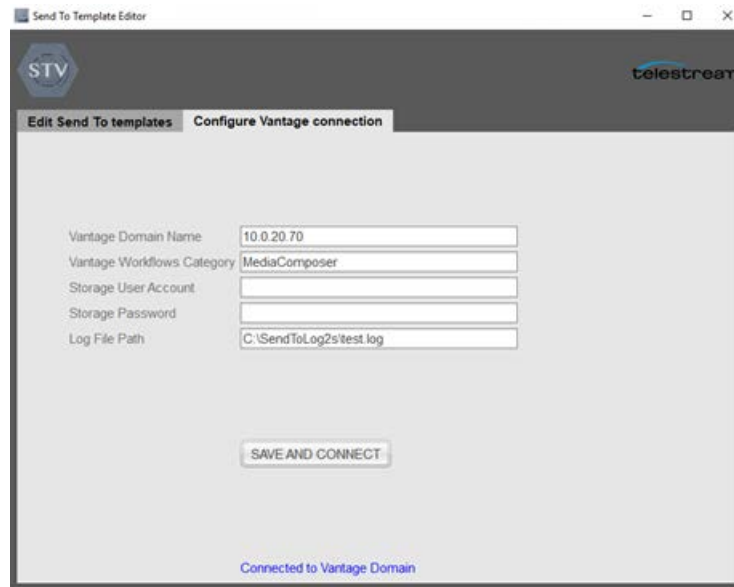 Send To Template Editor
STV
telestream
Edit Send To templates
Configure Vantage connection
Vantage Domain Name
10.0.20.70
Vantage Workflows Category
MediaComposer
Storage User Account
Storage Password
Log File Path
C:\SendToLog2s\test.log
SAVE AND CONNECT
Connected to Vantage Domain